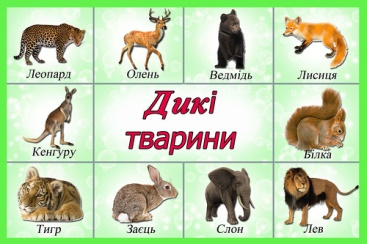 Леопард
Олень
Ведмідь
Лисиця
Кенгуру
Дикі
тварини
Білка
Тигр
Заєць
Слон
Лев